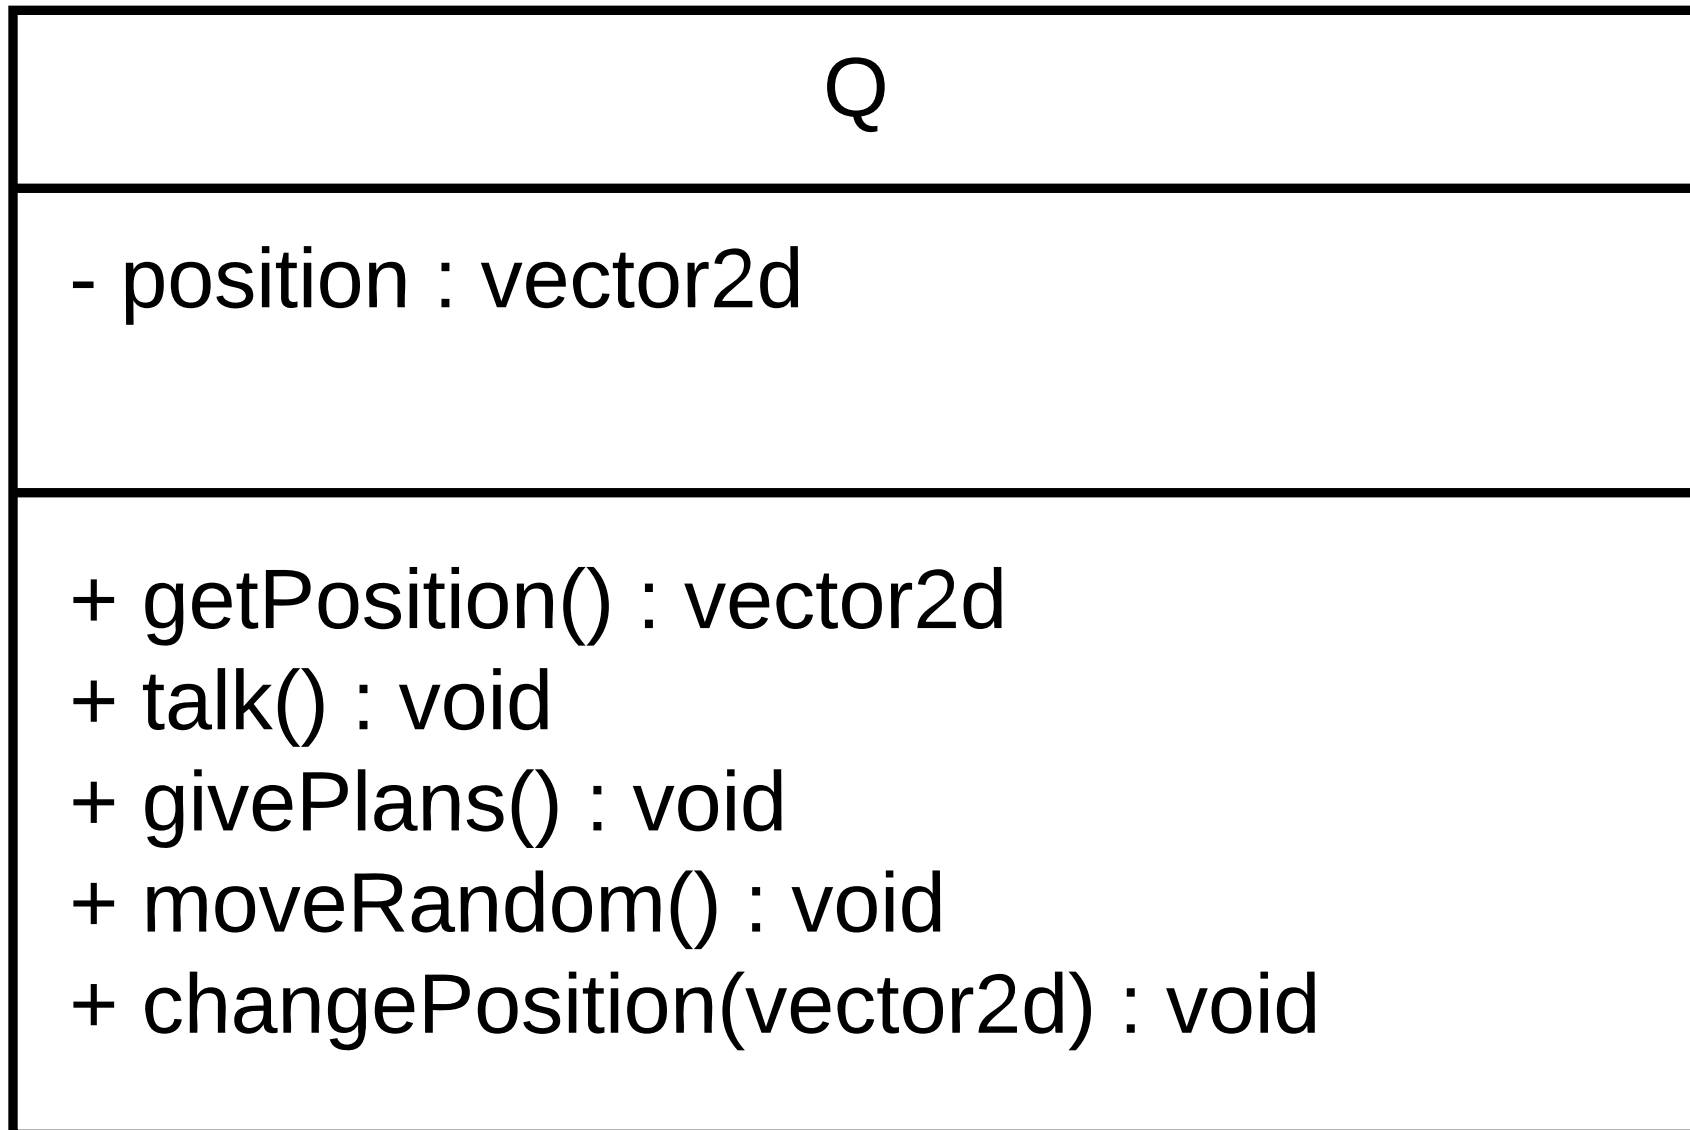 Q
- position : vector2d
+ getPosition() : vector2d
+ talk() : void
+ givePlans() : void
+ moveRandom() : void
+ changePosition(vector2d) : void